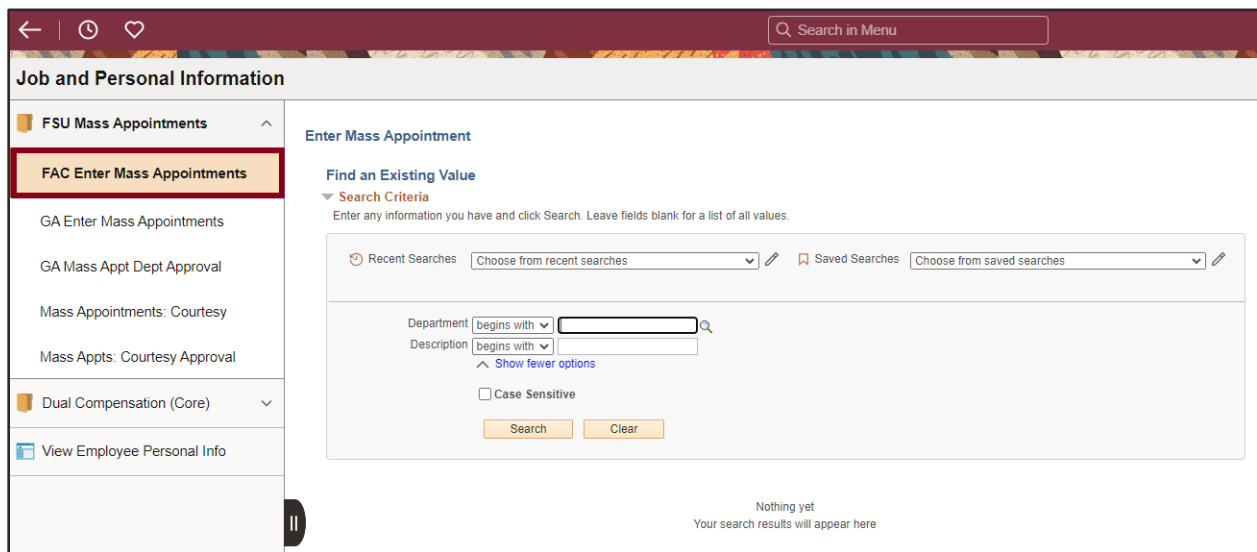 Search in Menu
Job and Personal Information
FSU Mass Appointments
FAC Enter Mass Appointments
GA Enter Mass Appointments
GA Mass Appt Dept Approval
Mass Appointments: Courtesy
Mass Appts: Courtesy Approval
Dual Compensation (Core)
View Employee Personal Info
Enter Mass Appointment
Find an Existing Value
Search Criteria
Enter any information you have and click Search. Leave fields blank for a list of all values.
Recent Searches Choose from recent searches Saved Searches Choose from saved searches
Department begins with
Description begins with
Show fewer options
Case Sensitive
Search Clear
Nothing yet
Your search results will appear here